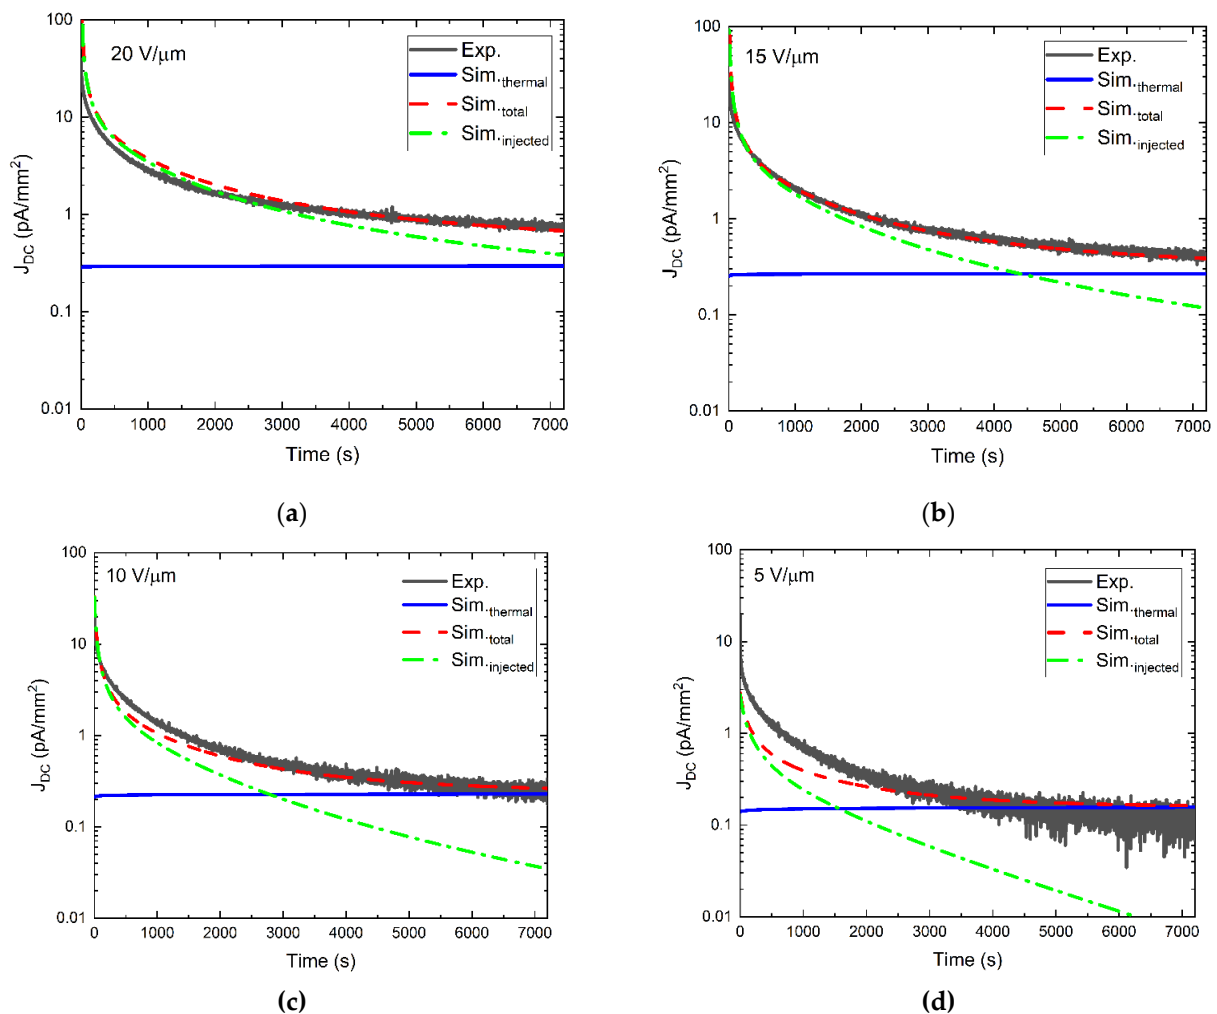 20 V/μm
Exp.
Sim.thermal
Sim.total
Sim.injected
100
10
1
0.1
0.01
J_DC (pA/mm²)
0 1000 2000 3000 4000 5000 6000 7000
Time (s)
(a)
15 V/μm
Exp.
Sim.thermal
Sim.total
Sim.injected
100
10
1
0.1
0.01
J_DC (pA/mm²)
0 1000 2000 3000 4000 5000 6000 7000
Time (s)
(b)
10 V/μm
Exp.
Sim.thermal
Sim.total
Sim.injected
100
10
1
0.1
0.01
J_DC (pA/mm²)
0 1000 2000 3000 4000 5000 6000 7000
Time (s)
(c)
5 V/μm
Exp.
Sim.thermal
Sim.total
Sim.injected
100
10
1
0.1
0.01
J_DC (pA/mm²)
0 1000 2000 3000 4000 5000 6000 7000
Time (s)
(d)